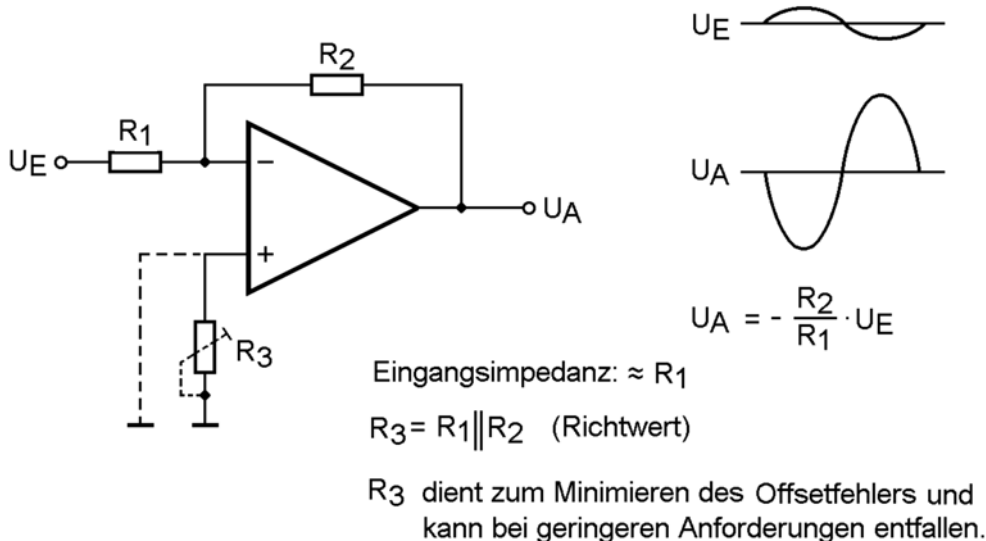 R2
R1
UE
−
+
UA
R3
UE
UA
UA = - R2/R1 · UE
Eingangsimpedanz: ≈ R1
R3 = R1||R2 (Richtwert)
R3 dient zum Minimieren des Offsetfehlers und
kann bei geringeren Anforderungen entfallen.